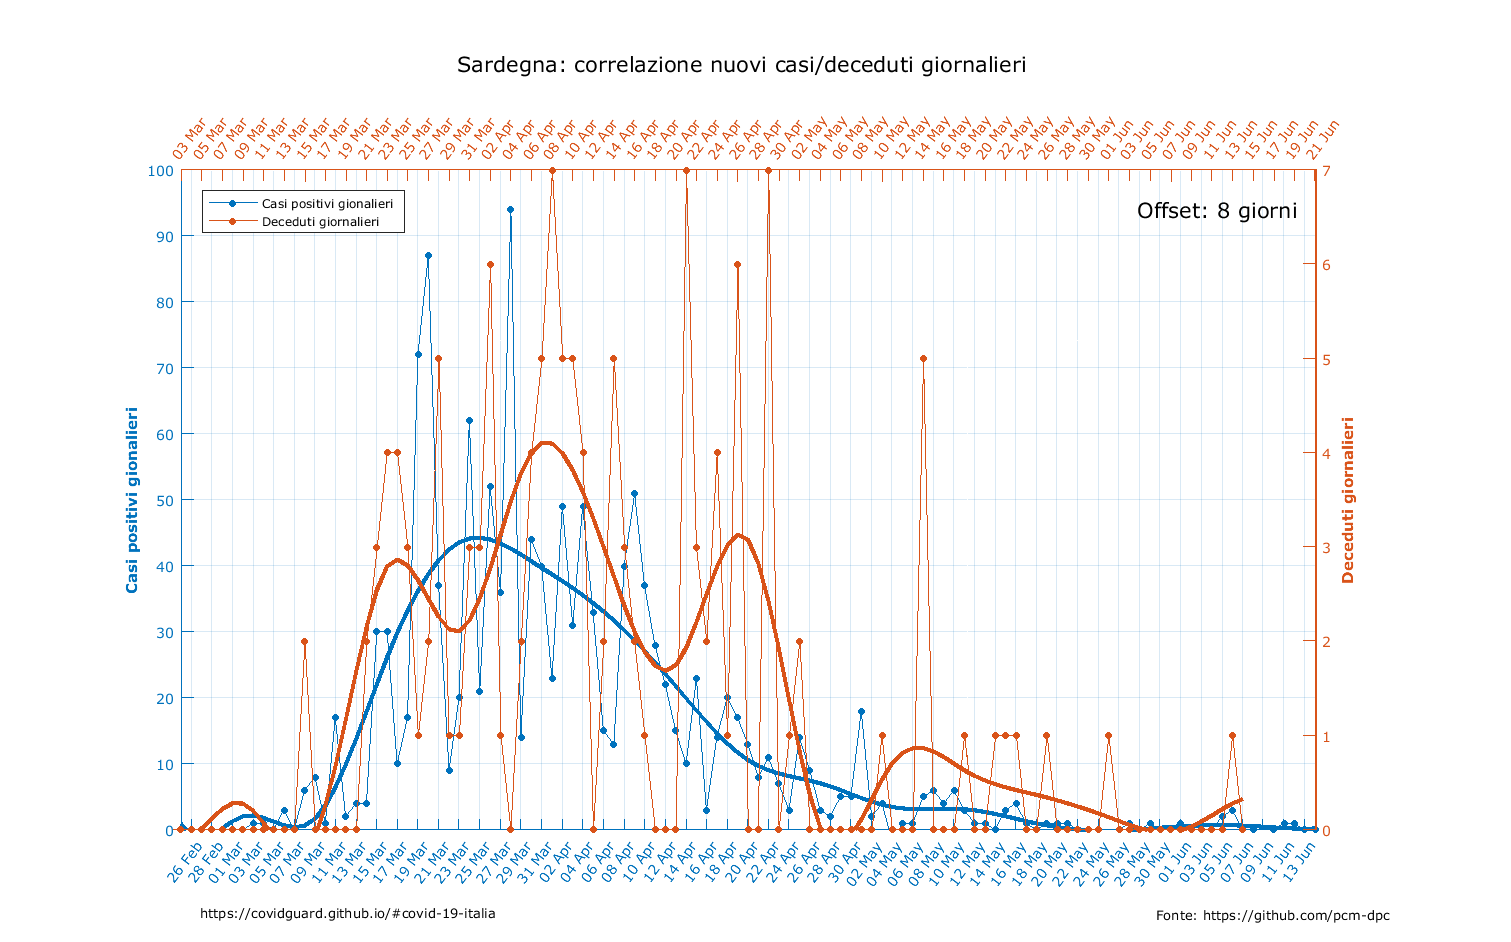 Sardegna: correlazione nuovi casi/deceduti giornalieri
03 Mar 05 Mar 07 Mar 09 Mar 11 Mar 13 Mar 15 Mar 17 Mar 19 Mar 21 Mar 23 Mar 25 Mar 27 Mar 29 Mar 31 Mar 02 Apr 04 Apr 06 Apr 08 Apr 10 Apr 12 Apr 14 Apr 16 Apr 18 Apr 20 Apr 22 Apr 24 Apr 26 Apr 28 Apr 30 Apr 02 May 04 May 06 May 08 May 10 May 12 May 14 May 16 May 18 May 20 May 22 May 24 May 26 May 28 May 30 May 01 Jun 03 Jun 05 Jun 07 Jun 09 Jun 11 Jun 13 Jun 15 Jun 17 Jun 19 Jun 21 Jun
Casi positivi gionalieri
Deceduti giornalieri
Offset: 8 giorni
100
90
80
70
60
50
40
30
20
10
0
Casi positivi gionalieri
7
6
5
4
3
2
1
0
Deceduti giornalieri
26 Feb 28 Feb 01 Mar 03 Mar 05 Mar 07 Mar 09 Mar 11 Mar 13 Mar 15 Mar 17 Mar 19 Mar 21 Mar 23 Mar 25 Mar 27 Mar 29 Mar 31 Mar 02 Apr 04 Apr 06 Apr 08 Apr 10 Apr 12 Apr 14 Apr 16 Apr 18 Apr 20 Apr 22 Apr 24 Apr 26 Apr 28 Apr 30 Apr 02 May 04 May 06 May 08 May 10 May 12 May 14 May 16 May 18 May 20 May 22 May 24 May 26 May 28 May 30 May 01 Jun 03 Jun 05 Jun 07 Jun 09 Jun 11 Jun 13 Jun
https://covidguard.github.io/#covid-19-italia
Fonte: https://github.com/pcm-dpc